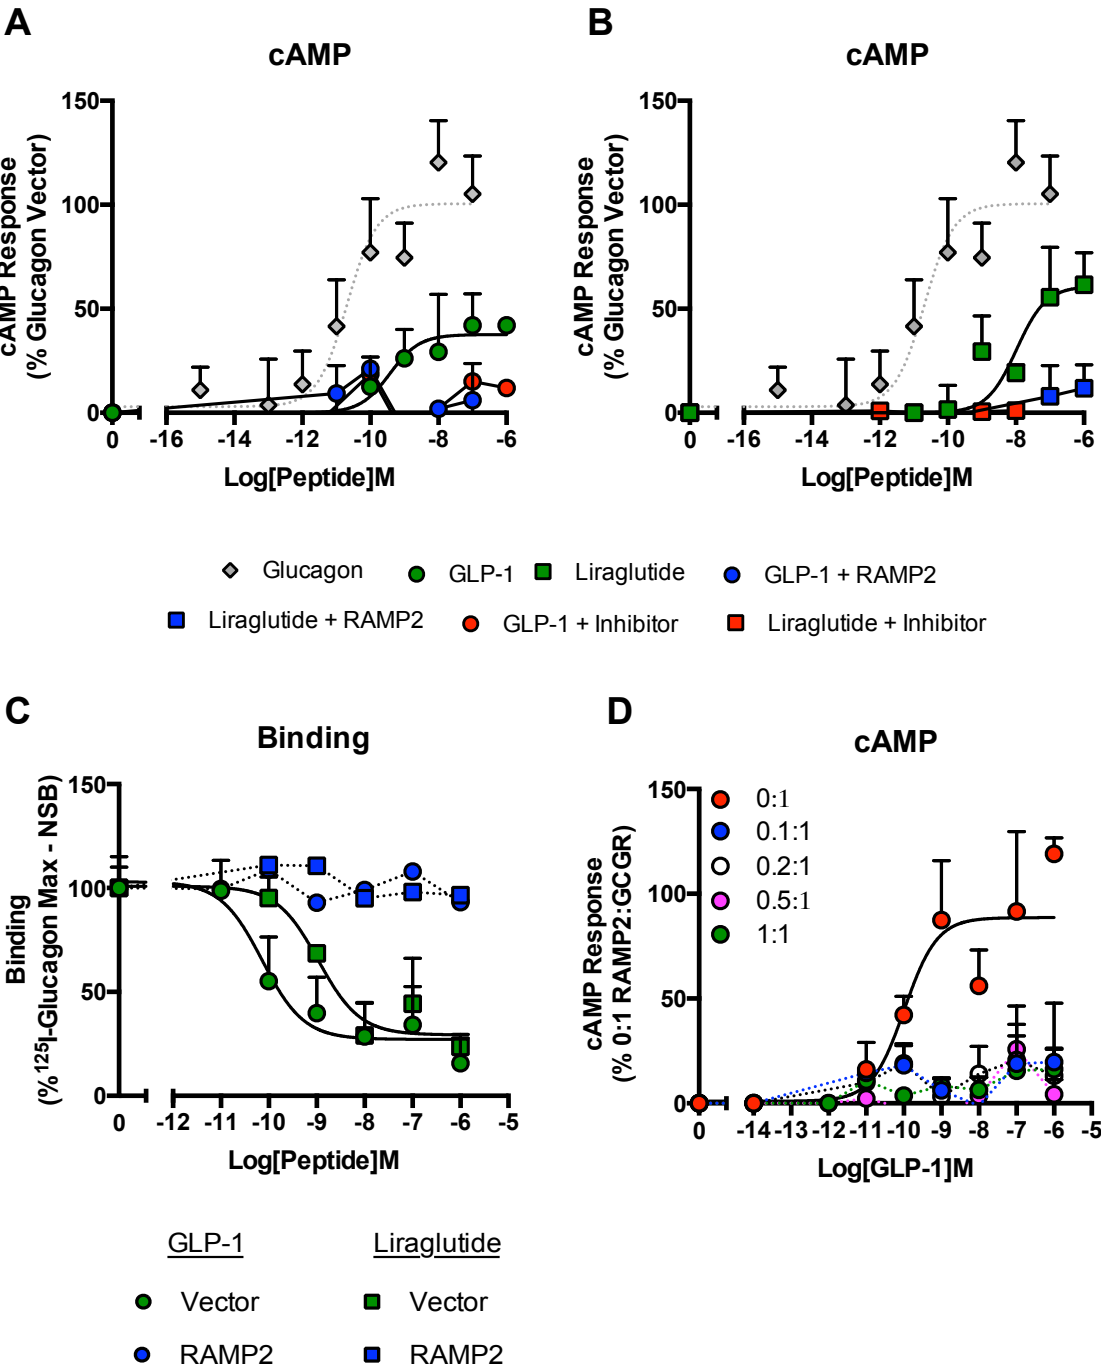 A
cAMP
cAMP Response
(% Glucagon Vector)
150
100
50
0
0 -16 -14 -12 -10 -8 -6
Log[Peptide]M
B
cAMP
cAMP Response
(% Glucagon Vector)
150
100
50
0
0 -16 -14 -12 -10 -8 -6
Log[Peptide]M
Glucagon GLP-1 Liraglutide GLP-1 + RAMP2
Liraglutide + RAMP2 GLP-1 + Inhibitor Liraglutide + Inhibitor
C
Binding
Binding
(%¹²⁵I-Glucagon Max - NSB)
150
100
50
0
0 -12 -11 -10 -9 -8 -7 -6 -5
Log[Peptide]M
GLP-1 Liraglutide
Vector Vector
RAMP2 RAMP2
D
cAMP
cAMP Response
(% 0:1 RAMP2:GCGR)
150
100
50
0
0:1
0.1:1
0.2:1
0.5:1
1:1
0 -14 -13 -12 -11 -10 -9 -8 -7 -6 -5
Log[GLP-1]M